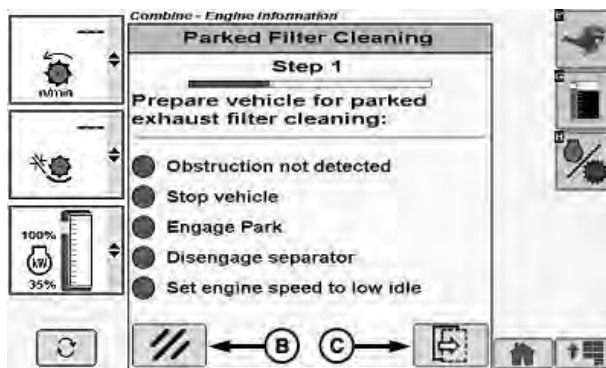 Combine - Engine Information
Parked Filter Cleaning
Step 1
Prepare vehicle for parked
exhaust filter cleaning:
Obstruction not detected
Stop vehicle
Engage Park
Disengage separator
Set engine speed to low idle
---
n/min
---
100%
kW
35%
B
C
F
G
H